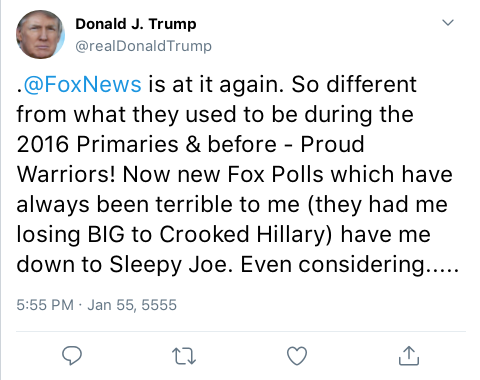 Donald J. Trump
@realDonaldTrump
.@FoxNews is at it again. So different
from what they used to be during the
2016 Primaries & before - Proud
Warriors! Now new Fox Polls which have
always been terrible to me (they had me
losing BIG to Crooked Hillary) have me
down to Sleepy Joe. Even considering.....
5:55 PM · Jan 55, 5555